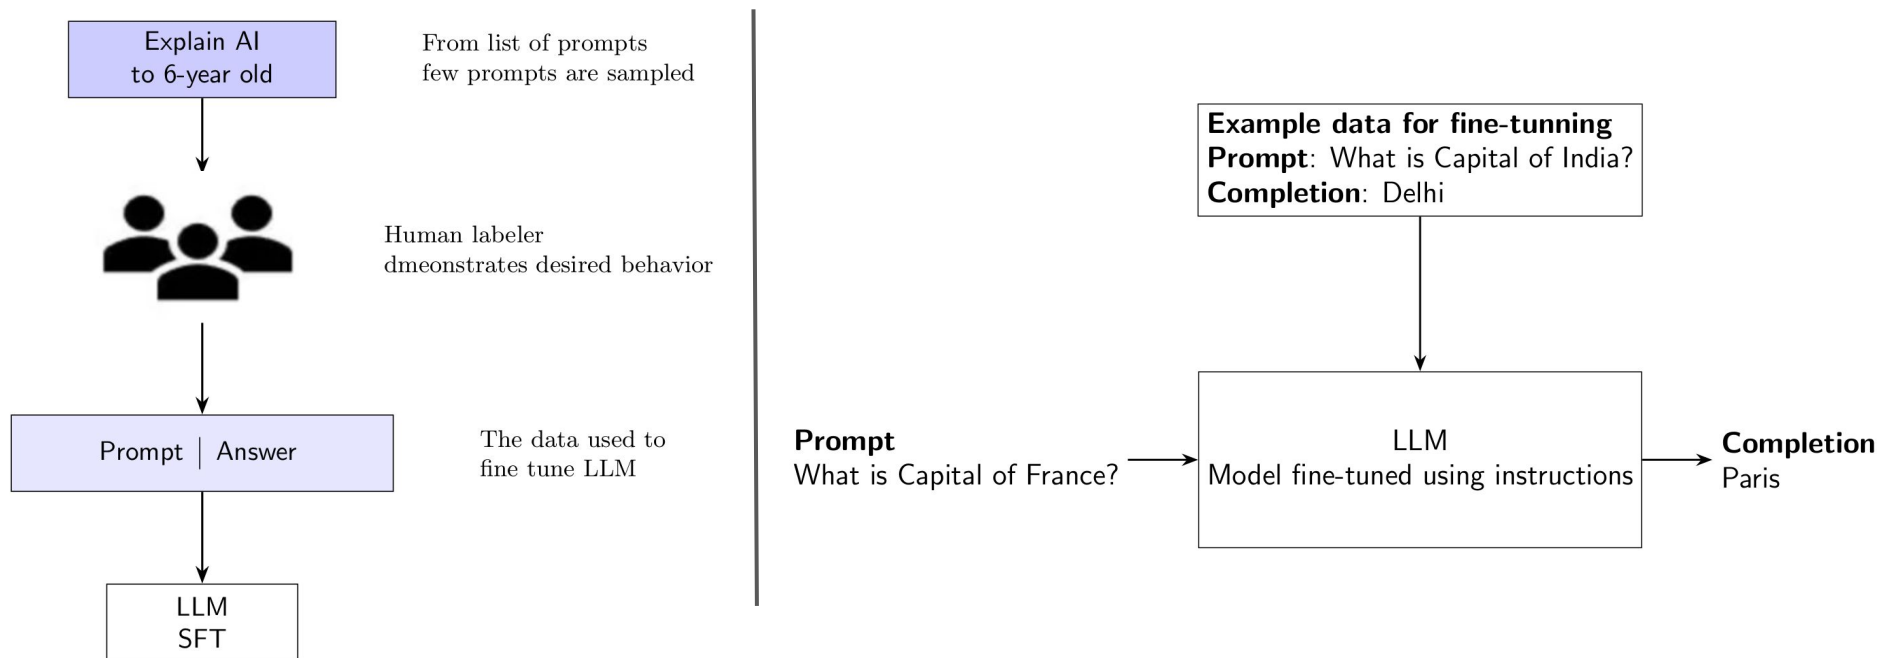 Explain AI
to 6-year old
From list of prompts
few prompts are sampled
Human labeler
dmeonstrates desired behavior
Prompt | Answer
The data used to
fine tune LLM
LLM
SFT
Example data for fine-tunning
Prompt: What is Capital of India?
Completion: Delhi
Prompt
What is Capital of France?
LLM
Model fine-tuned using instructions
Completion
Paris